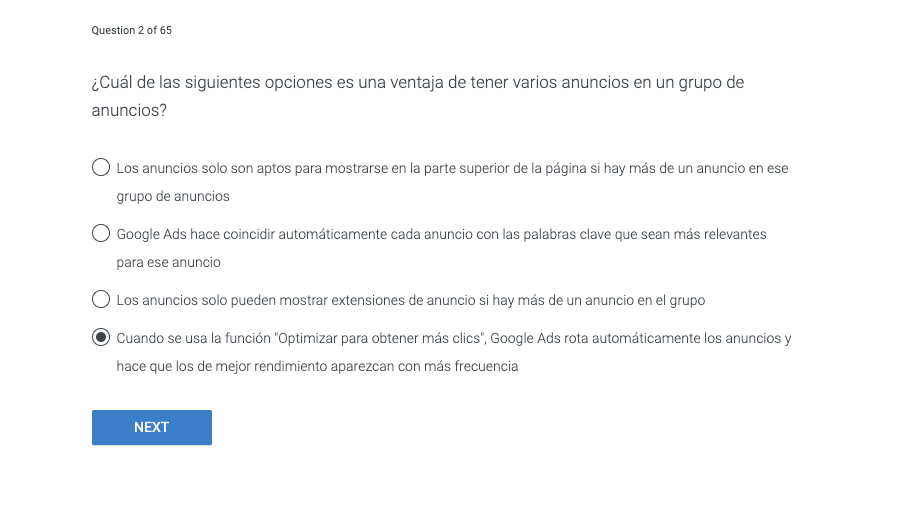 Question 2 of 65
¿Cuál de las siguientes opciones es una ventaja de tener varios anuncios en un grupo de
anuncios?
Los anuncios solo son aptos para mostrarse en la parte superior de la página si hay más de un anuncio en ese
grupo de anuncios
Google Ads hace coincidir automáticamente cada anuncio con las palabras clave que sean más relevantes
para ese anuncio
Los anuncios solo pueden mostrar extensiones de anuncio si hay más de un anuncio en el grupo
Cuando se usa la función "Optimizar para obtener más clics", Google Ads rota automáticamente los anuncios y
hace que los de mejor rendimiento aparezcan con más frecuencia
NEXT